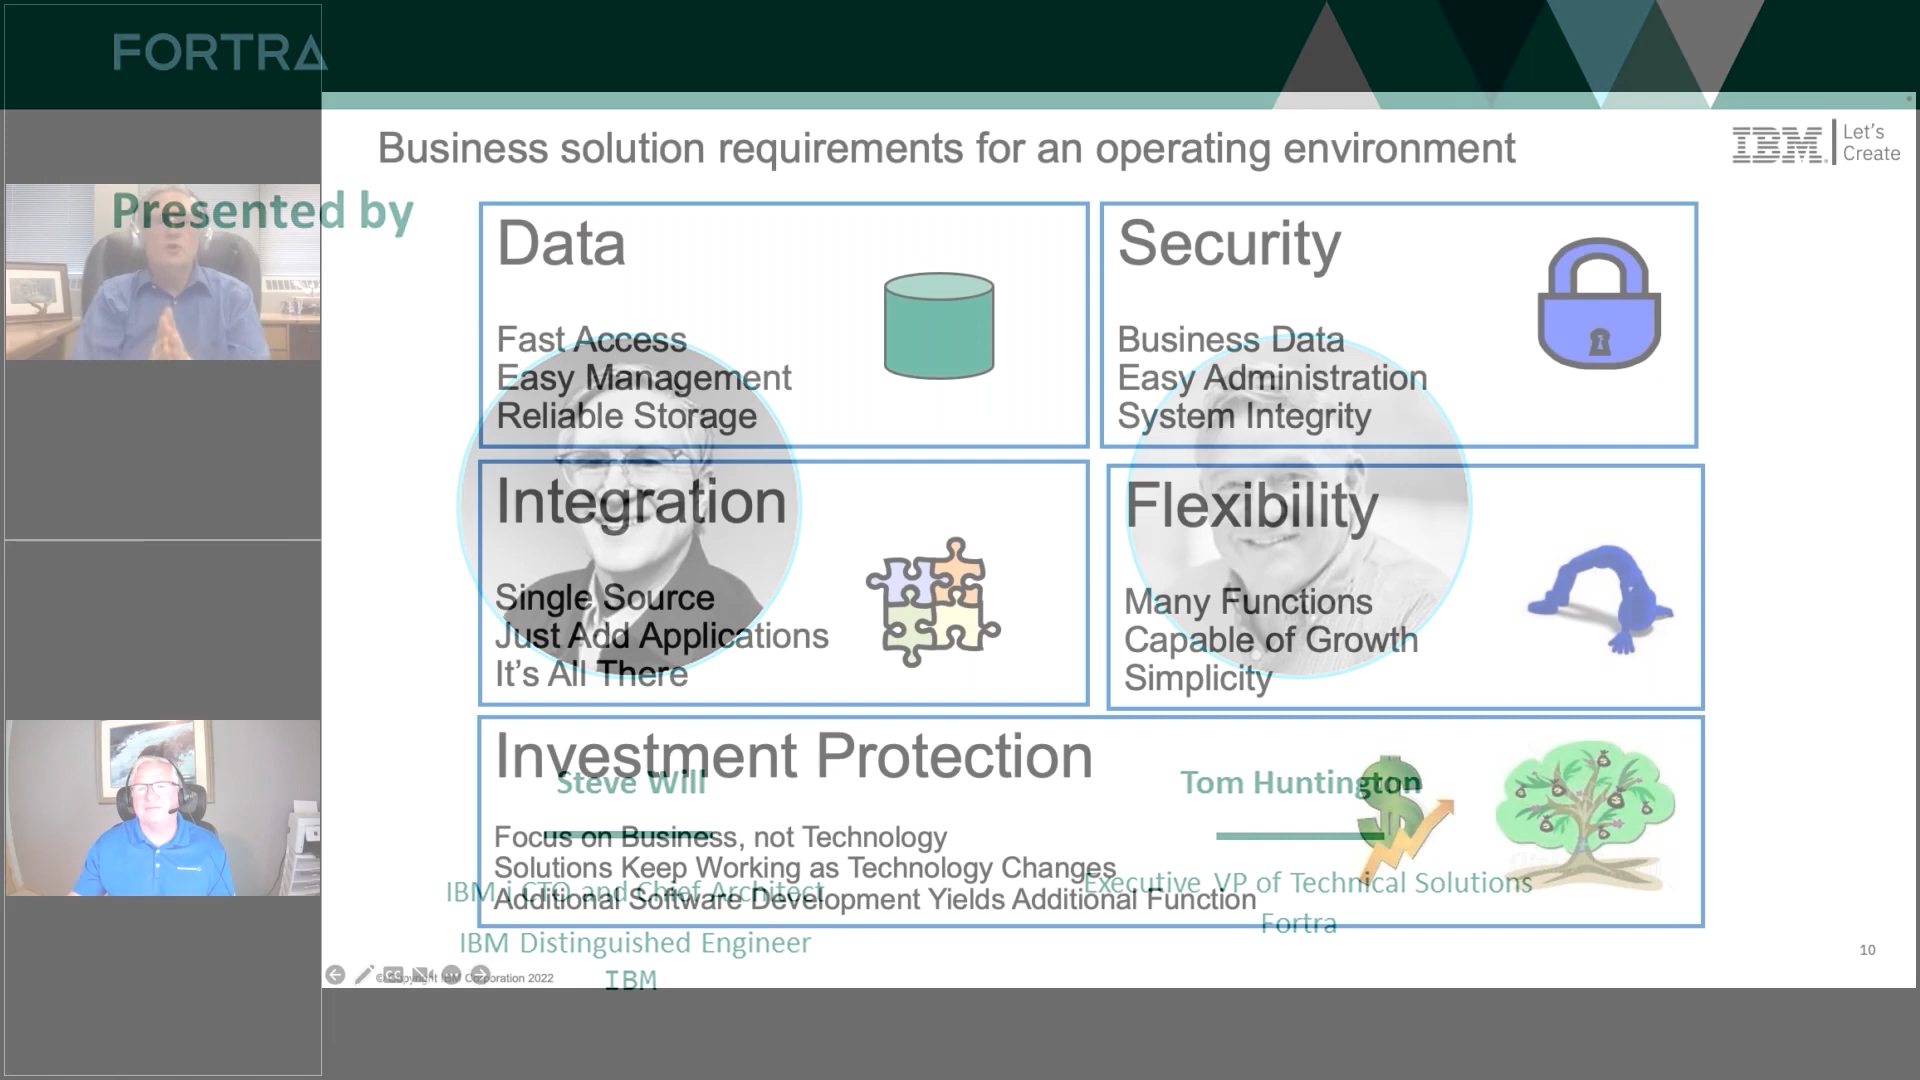 FORTRA
Business solution requirements for an operating environment
IBM
Let's
Create
Presented by
Data
Fast Access
Easy Management
Reliable Storage
Security
Business Data
Easy Administration
System Integrity
Integration
Single Source
Just Add Applications
It's All There
Flexibility
Many Functions
Capable of Growth
Simplicity
Investment Protection
Focus on Business, not Technology
Solutions Keep Working as Technology Changes
Additional Software Development Yields Additional Function
Steve Will
IBM i CTO and Chief Architect
IBM Distinguished Engineer
IBM
Tom Huntington
Executive VP of Technical Solutions
Fortra
© Copyright IBM Corporation 2022
10